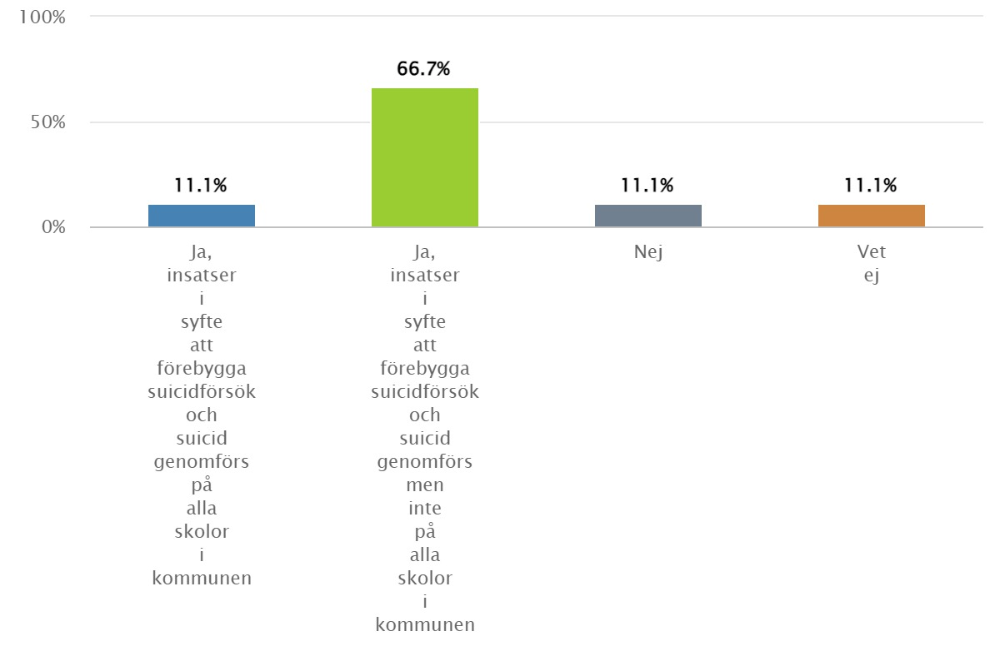 100%
66.7%
50%
11.1%
11.1%
11.1%
0%
Ja,
insatser
i
syfte
att
förebygga
suicidförsök
och
suicid
genomförs
på
alla
skolor
i
kommunen
Ja,
insatser
i
syfte
att
förebygga
suicidförsök
och
suicid
genomförs
men
inte
på
alla
skolor
i
kommunen
Nej
Vet
ej